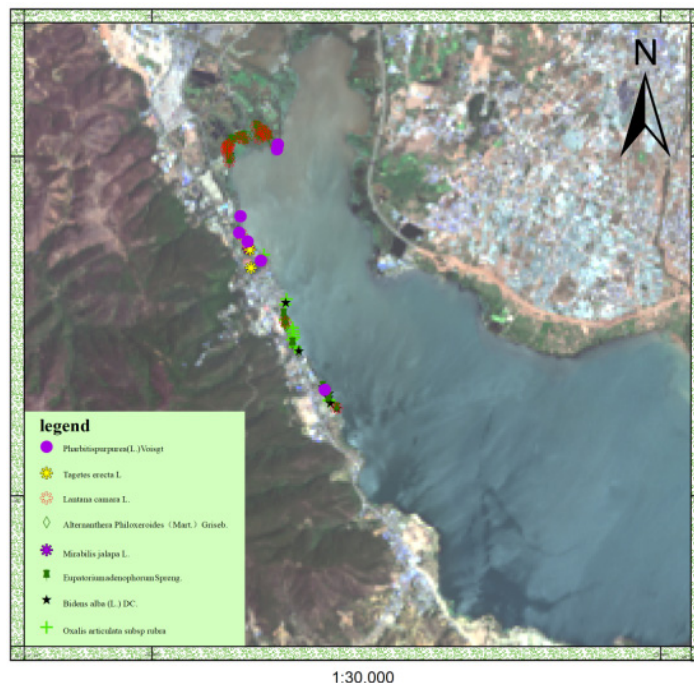 N
legend
Pharbitispurpurea(L.)Voisgt
Tagetes erecta L
Lantana camara L.
Alternanthera Philoxeroides（Mart.）Griseb.
Mirabilis jalapa L.
EupatoriumadenophorumSpreng.
Bidens alba (L.) DC.
Oxalis articulata subsp rubra
1:30.000